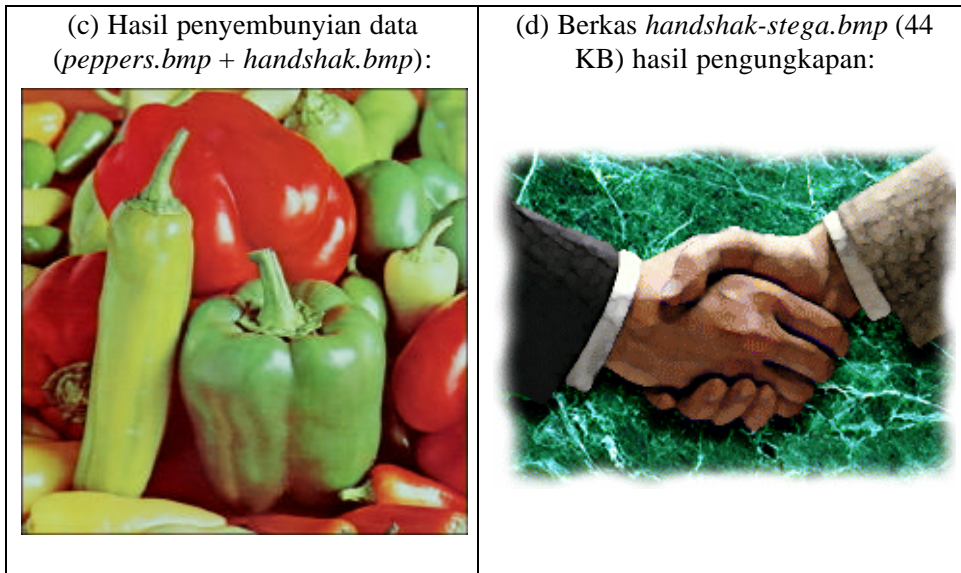 (c) Hasil penyembunyian data
(peppers.bmp + handshak.bmp):
(d) Berkas handshak-stega.bmp (44
KB) hasil pengungkapan: